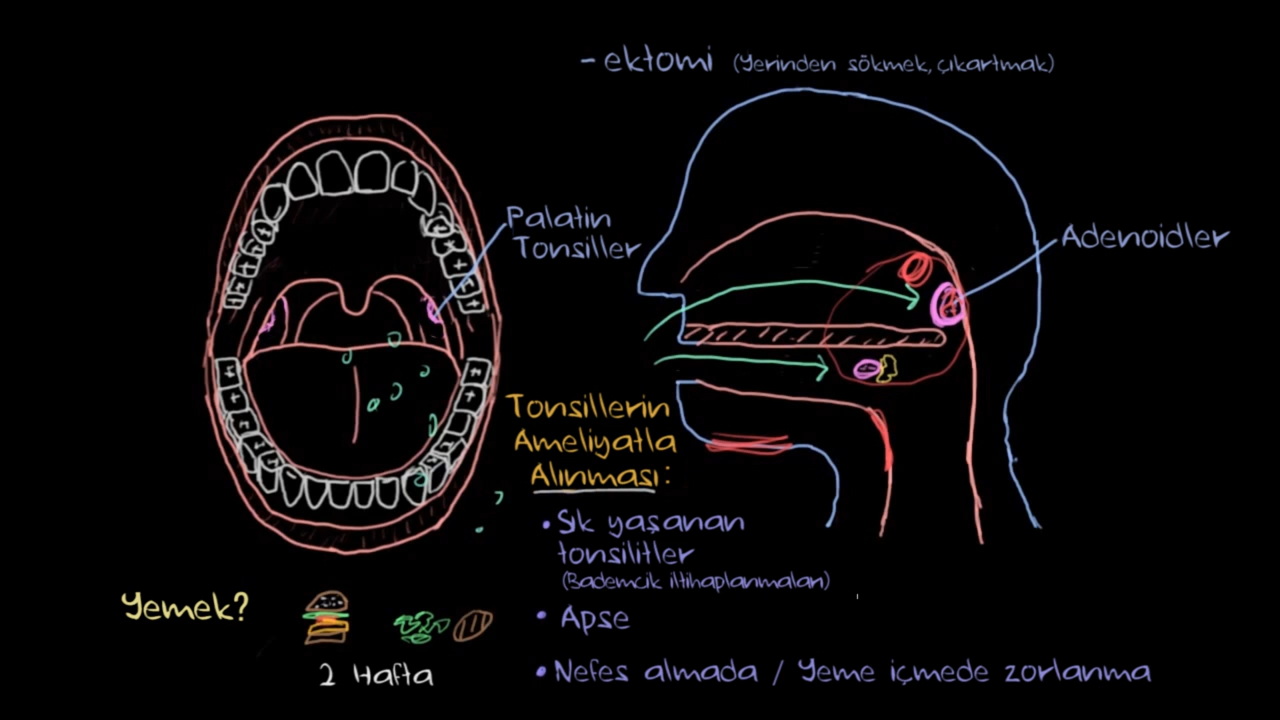 - ektomi (Yerinden sökmek, çıkartmak)
Palatin
Tonsiller
Adenoidler
Tonsillerin
Ameliyatla
Alınması:
• Sık yaşanan
tonsilitler
(Bademcik iltihaplanmaları)
• Apse
• Nefes almada / Yeme içmede zorlanma
Yemek?
2 Hafta